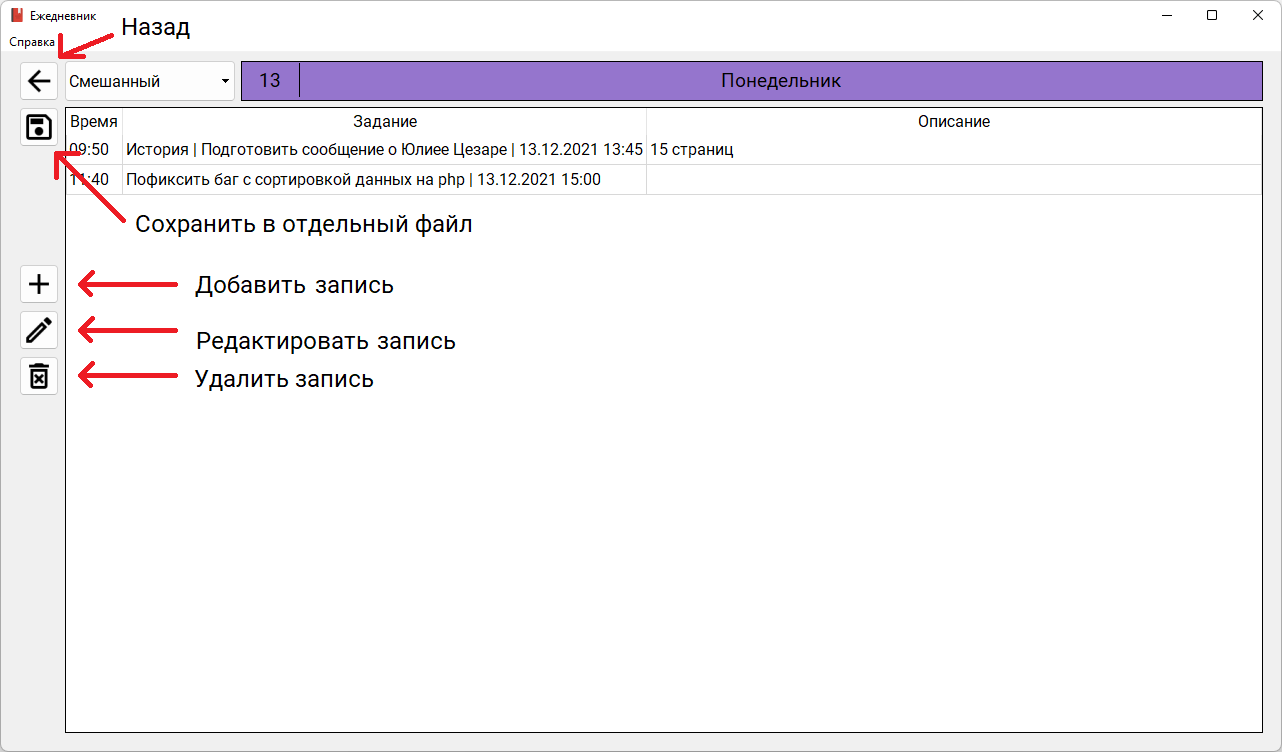 Ежедневник
Назад
Справка
Смешанный
13 Понедельник
Время Задание Описание
09:50 История | Подготовить сообщение о Юлиее Цезаре | 13.12.2021 13:45 15 страниц
11:40 Пофиксить баг с сортировкой данных на php | 13.12.2021 15:00
Сохранить в отдельный файл
Добавить запись
Редактировать запись
Удалить запись